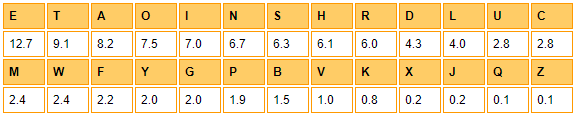 E T A O I N S H R D L U C
12.7 9.1 8.2 7.5 7.0 6.7 6.3 6.1 6.0 4.3 4.0 2.8 2.8
M W F Y G P B V K X J Q Z
2.4 2.4 2.2 2.0 2.0 1.9 1.5 1.0 0.8 0.2 0.2 0.1 0.1